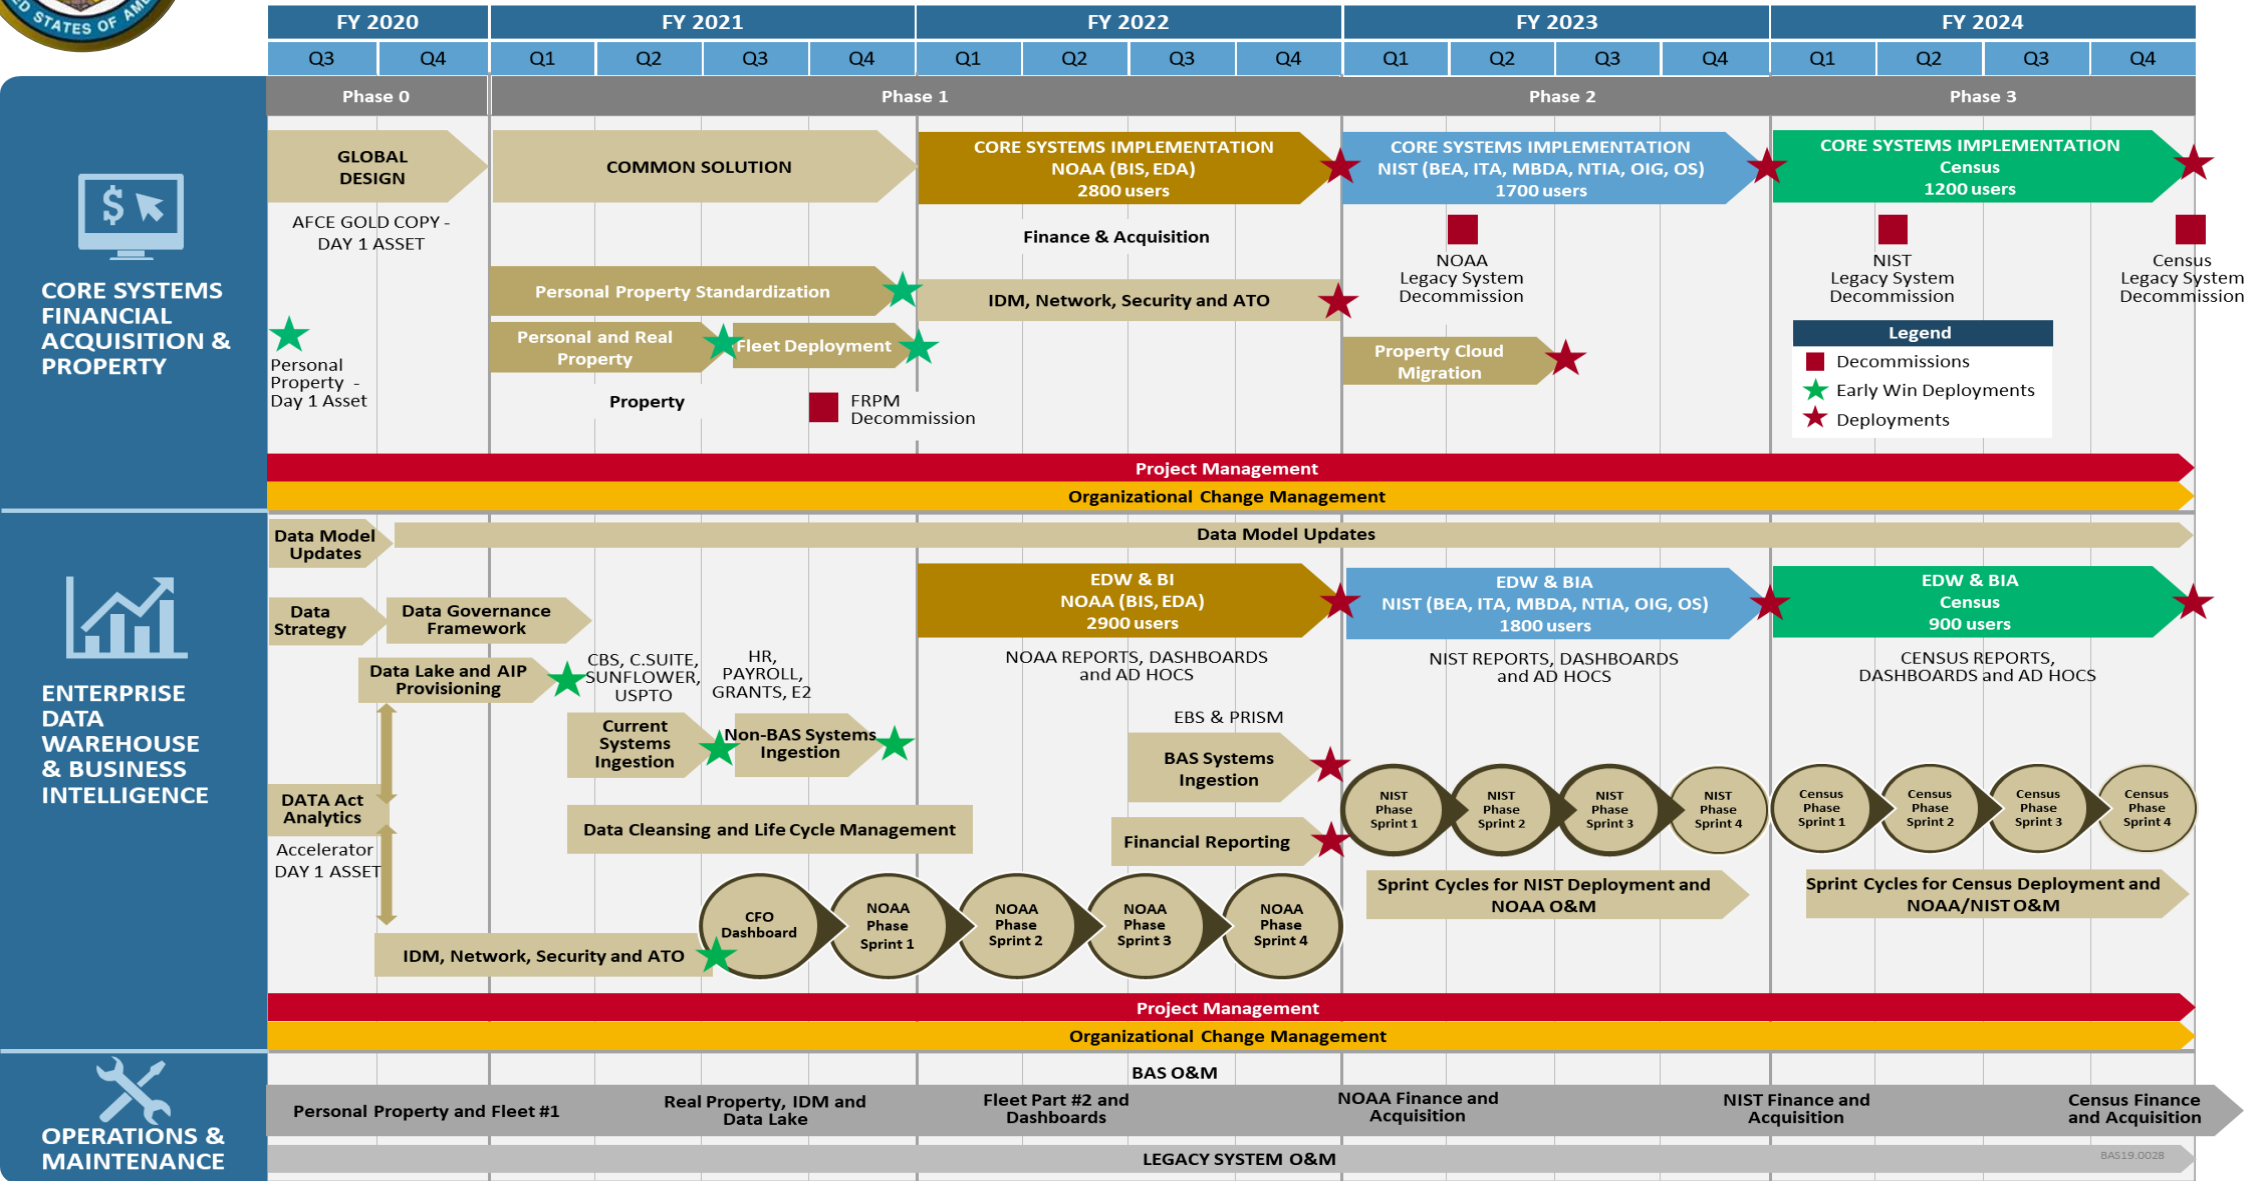 UNITED STATES OF AME
FY 2020
FY 2021
FY 2022
FY 2023
FY 2024
Q3
Q4
Q1
Q2
Q3
Q4
Q1
Q2
Q3
Q4
Q1
Q2
Q3
Q4
Q1
Q2
Q3
Q4
Phase 0
Phase 1
Phase 2
Phase 3
CORE SYSTEMS
FINANCIAL
ACQUISITION &
PROPERTY
GLOBAL
DESIGN
COMMON SOLUTION
CORE SYSTEMS IMPLEMENTATION
NOAA (BIS, EDA)
2800 users
CORE SYSTEMS IMPLEMENTATION
NIST (BEA, ITA, MBDA, NTIA, OIG, OS)
1700 users
CORE SYSTEMS IMPLEMENTATION
Census
1200 users
AFCE GOLD COPY -
DAY 1 ASSET
Finance & Acquisition
NOAA
Legacy System
Decommission
NIST
Legacy System
Decommission
Census
Legacy System
Decommission
Personal Property Standardization
IDM, Network, Security and ATO
Personal and Real
Property
Fleet Deployment
Property Cloud
Migration
Personal
Property -
Day 1 Asset
Property
FRPM
Decommission
Legend
Decommissions
Early Win Deployments
Deployments
Project Management
Organizational Change Management
ENTERPRISE
DATA
WAREHOUSE
& BUSINESS
INTELLIGENCE
Data Model
Updates
Data Model Updates
Data
Strategy
Data Governance
Framework
EDW & BI
NOAA (BIS, EDA)
2900 users
EDW & BIA
NIST (BEA, ITA, MBDA, NTIA, OIG, OS)
1800 users
EDW & BIA
Census
900 users
Data Lake and AIP
Provisioning
CBS, C.SUITE,
SUNFLOWER,
USPTO
HR,
PAYROLL,
GRANTS, E2
NOAA REPORTS, DASHBOARDS
and AD HOCS
NIST REPORTS, DASHBOARDS
and AD HOCS
CENSUS REPORTS,
DASHBOARDS and AD HOCS
Current
Systems
Ingestion
Non-BAS Systems
Ingestion
EBS & PRISM
BAS Systems
Ingestion
DATA Act
Analytics
Accelerator
DAY 1 ASSET
Data Cleansing and Life Cycle Management
Financial Reporting
NIST
Phase
Sprint 1
NIST
Phase
Sprint 2
NIST
Phase
Sprint 3
NIST
Phase
Sprint 4
Census
Phase
Sprint 1
Census
Phase
Sprint 2
Census
Phase
Sprint 3
Census
Phase
Sprint 4
Sprint Cycles for NIST Deployment and
NOAA O&M
Sprint Cycles for Census Deployment and
NOAA/NIST O&M
CFO
Dashboard
NOAA
Phase
Sprint 1
NOAA
Phase
Sprint 2
NOAA
Phase
Sprint 3
NOAA
Phase
Sprint 4
IDM, Network, Security and ATO
Project Management
Organizational Change Management
OPERATIONS &
MAINTENANCE
BAS O&M
Personal Property and Fleet #1
Real Property, IDM and
Data Lake
Fleet Part #2 and
Dashboards
NOAA Finance and
Acquisition
NIST Finance and
Acquisition
Census Finance
and Acquisition
LEGACY SYSTEM O&M
BAS19.0028